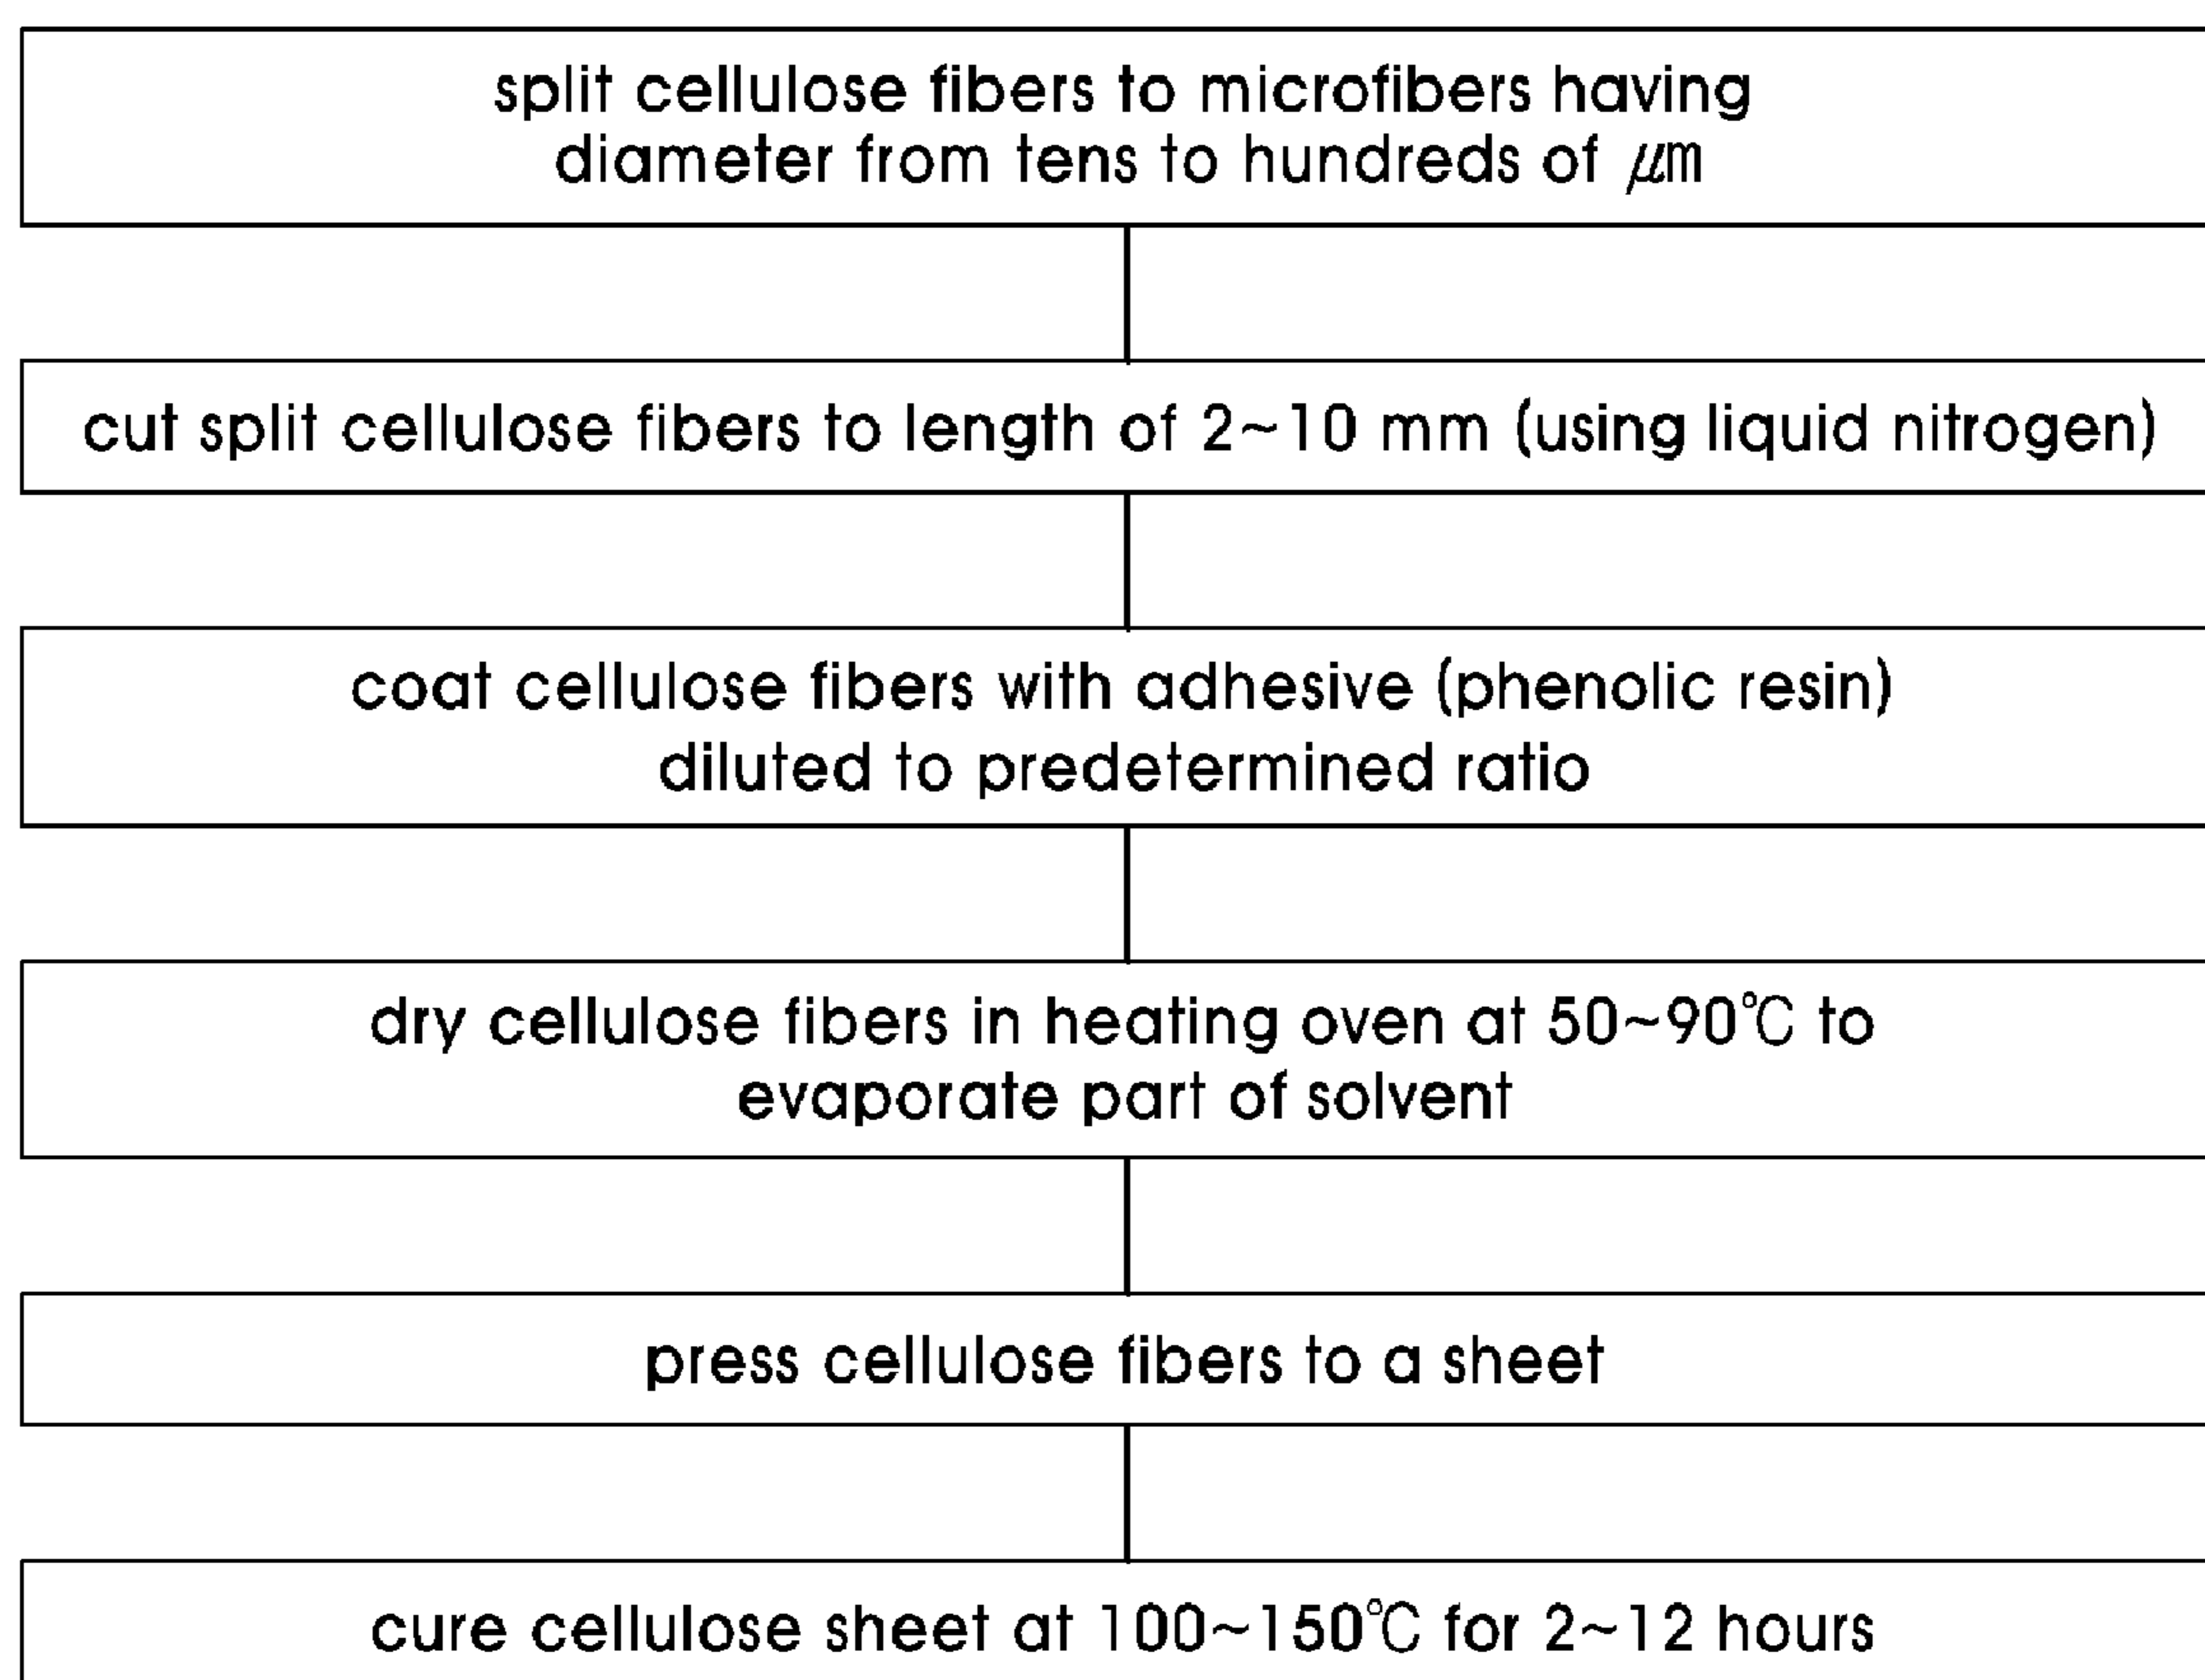 split cellulose fibers to microfibers having
diameter from tens to hundreds of μm
cut split cellulose fibers to length of 2~10 mm (using liquid nitrogen)
coat cellulose fibers with adhesive (phenolic resin)
diluted to predetermined ratio
dry cellulose fibers in heating oven at 50~90℃ to
evaporate part of solvent
press cellulose fibers to a sheet
cure cellulose sheet at 100~150℃ for 2~12 hours